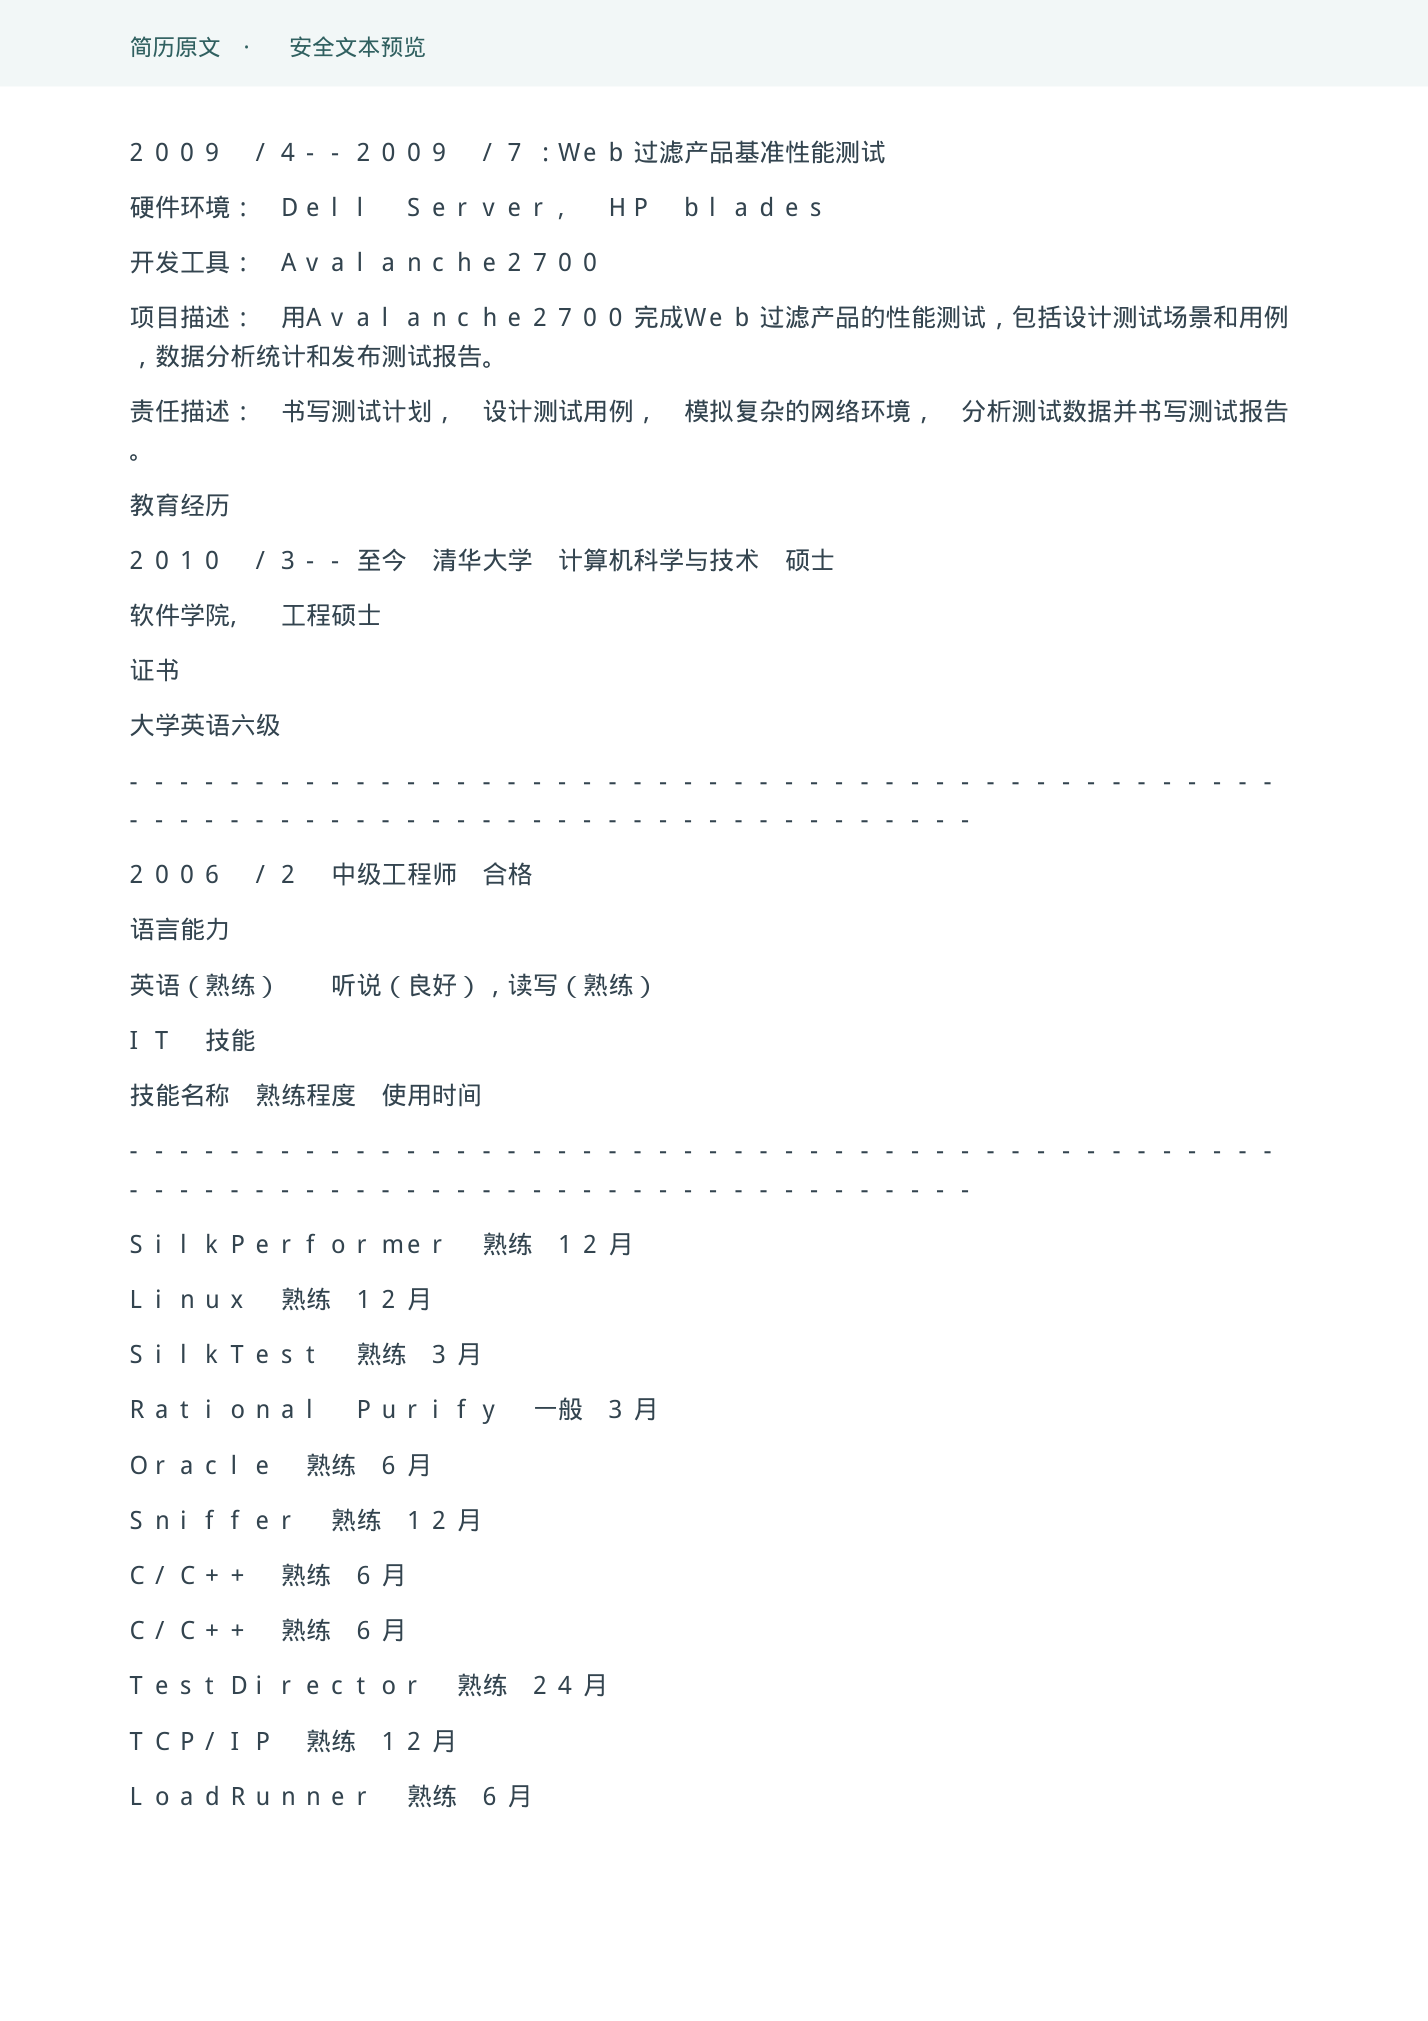 简历原文 · 安全文本预览
2009 /4--2009 /7 :Web过滤产品基准性能测试
硬件环境： Dell Server, HP blades
开发工具： Avalanche2700
项目描述： 用Avalanche2700完成Web过滤产品的性能测试，包括设计测试场景和用例
，数据分析统计和发布测试报告。
责任描述： 书写测试计划， 设计测试用例， 模拟复杂的网络环境， 分析测试数据并书写测试报告
。
教育经历
2010 /3--至今 清华大学 计算机科学与技术 硕士
软件学院, 工程硕士
证书
大学英语六级
----------------------------------------------
----------------------------------
2006 /2 中级工程师 合格
语言能力
英语（熟练） 听说（良好），读写（熟练）
IT 技能
技能名称 熟练程度 使用时间
----------------------------------------------
----------------------------------
SilkPerformer 熟练 12月
Linux 熟练 12月
SilkTest 熟练 3月
Rational Purify 一般 3月
Oracle 熟练 6月
Sniffer 熟练 12月
C/C++ 熟练 6月
C/C++ 熟练 6月
TestDirector 熟练 24月
TCP/IP 熟练 12月
LoadRunner 熟练 6月